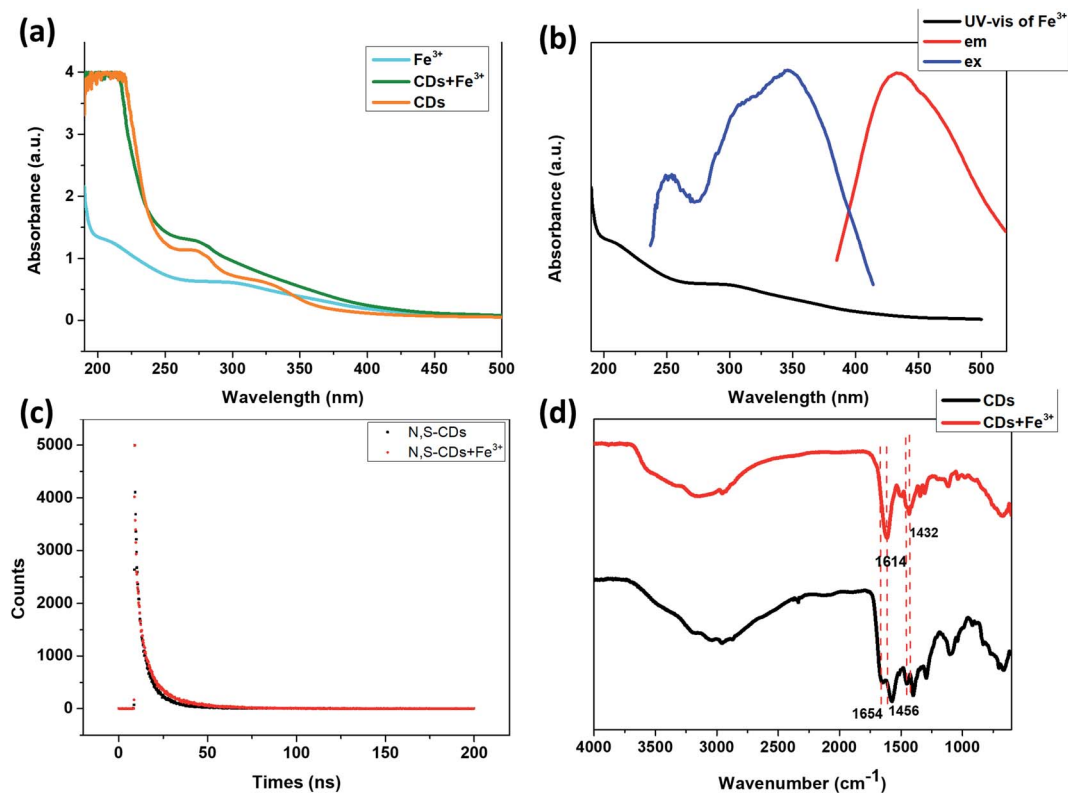 (a)
Fe³⁺
CDs+Fe³⁺
CDs
4
3
2
1
0
Absorbance (a.u.)
200 250 300 350 400 450 500
Wavelength (nm)
(b)
UV-vis of Fe³⁺
em
ex
Absorbance (a.u.)
200 250 300 350 400 450 500
Wavelength (nm)
(c)
N,S-CDs
N,S-CDs+Fe³⁺
5000
4000
3000
2000
1000
0
Counts
0 50 100 150 200
Times (ns)
(d)
CDs
CDs+Fe³⁺
1432
1614
1654 1456
4000 3500 3000 2500 2000 1500 1000
Wavenumber (cm⁻¹)